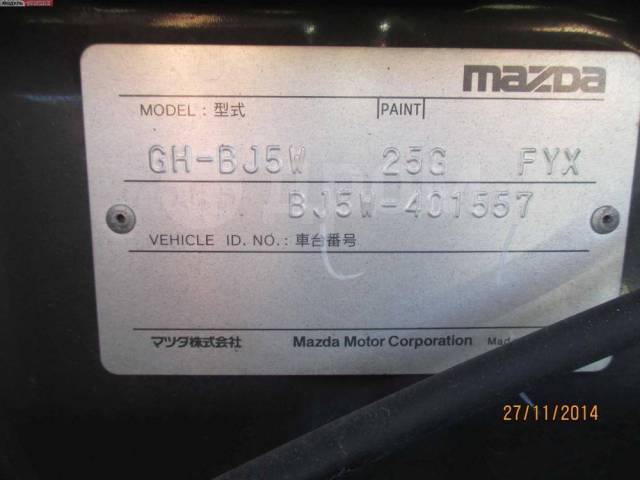 mazda
MODEL : 型式 PAINT
GH-BJ5W 25G FYX
BJ5W-401557
VEHICLE ID. NO. : 車台番号
マツダ株式会社 Mazda Motor Corporation Mad
27/11/2014